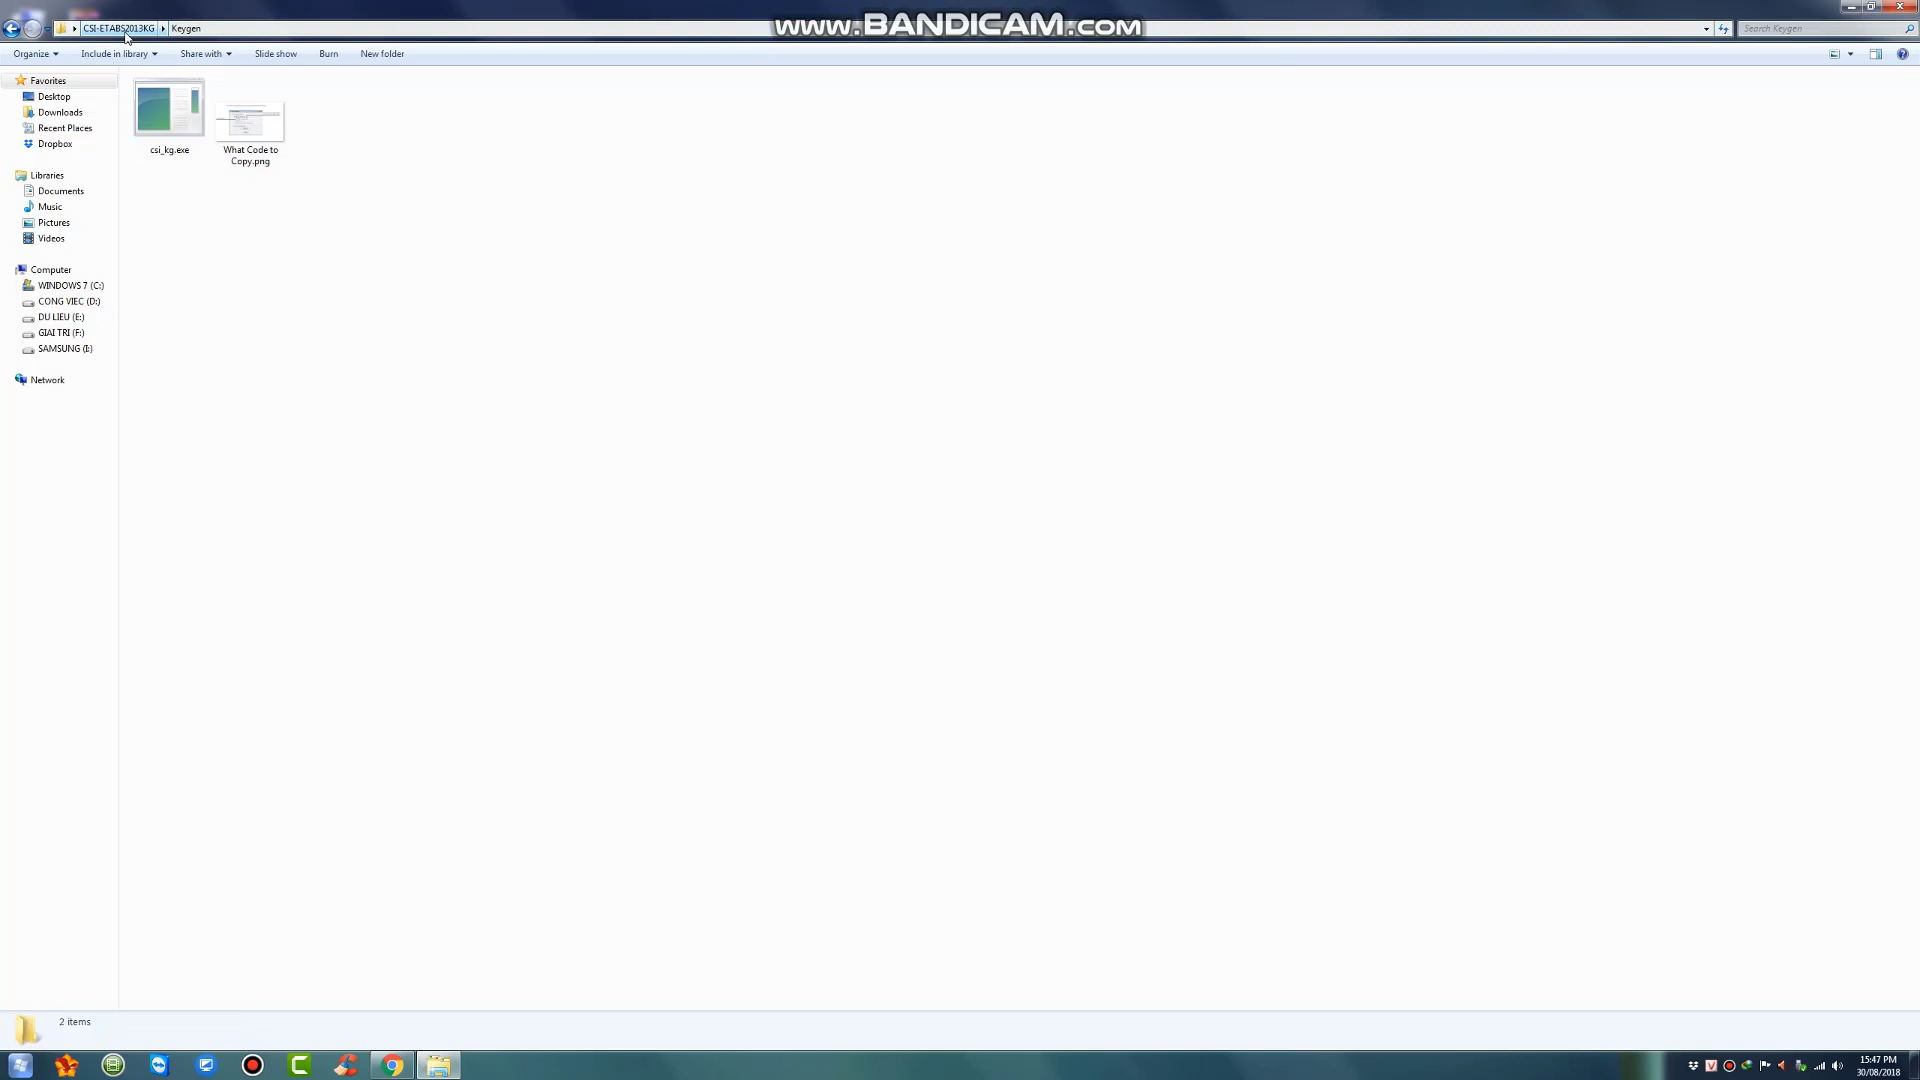 www.BANDICAM.com
CSI-ETABS2013KG
Keygen
Search Keygen
Organize
Include in library
Share with
Slide show
Burn
New folder
Favorites
Desktop
Downloads
Recent Places
Dropbox
Libraries
Documents
Music
Pictures
Videos
Computer
WINDOWS 7 (C:)
CONG VIEC (D:)
DU LIEU (E:)
GIAI TRI (F:)
SAMSUNG (I:)
Network
csi_kg.exe
What Code to
Copy.png
2 items
15:47 PM
30/08/2018